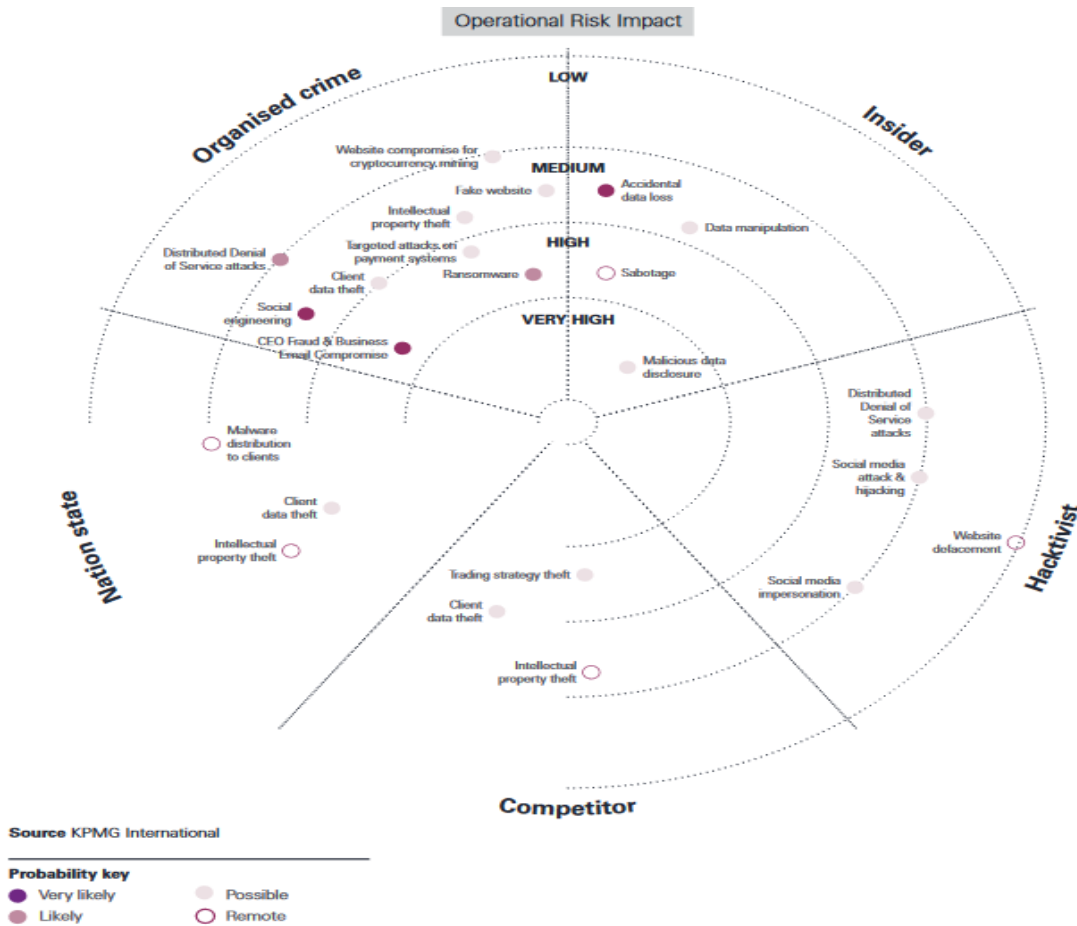 Operational Risk Impact
Organised crime
LOW
Insider
Website compromise for
cryptocurrency mining
MEDIUM
Fake website
Accidental
data loss
Intellectual
property theft
Data manipulation
Distributed Denial
of Service attacks
Targeted attacks on
payment systems
HIGH
Client
data theft
Ransomware
Sabotage
Social
engineering
VERY HIGH
CEO Fraud & Business
Email Compromise
Malicious data
disclosure
Distributed
Denial of
Service
attacks
Malware
distribution
to clients
Social media
attack &
hijacking
Nation state
Client
data theft
Intellectual
property theft
Website
defacement
Hacktivist
Trading strategy theft
Social media
impersonation
Client
data theft
Intellectual
property theft
Competitor
Source KPMG International
Probability key
Very likely
Possible
Likely
Remote